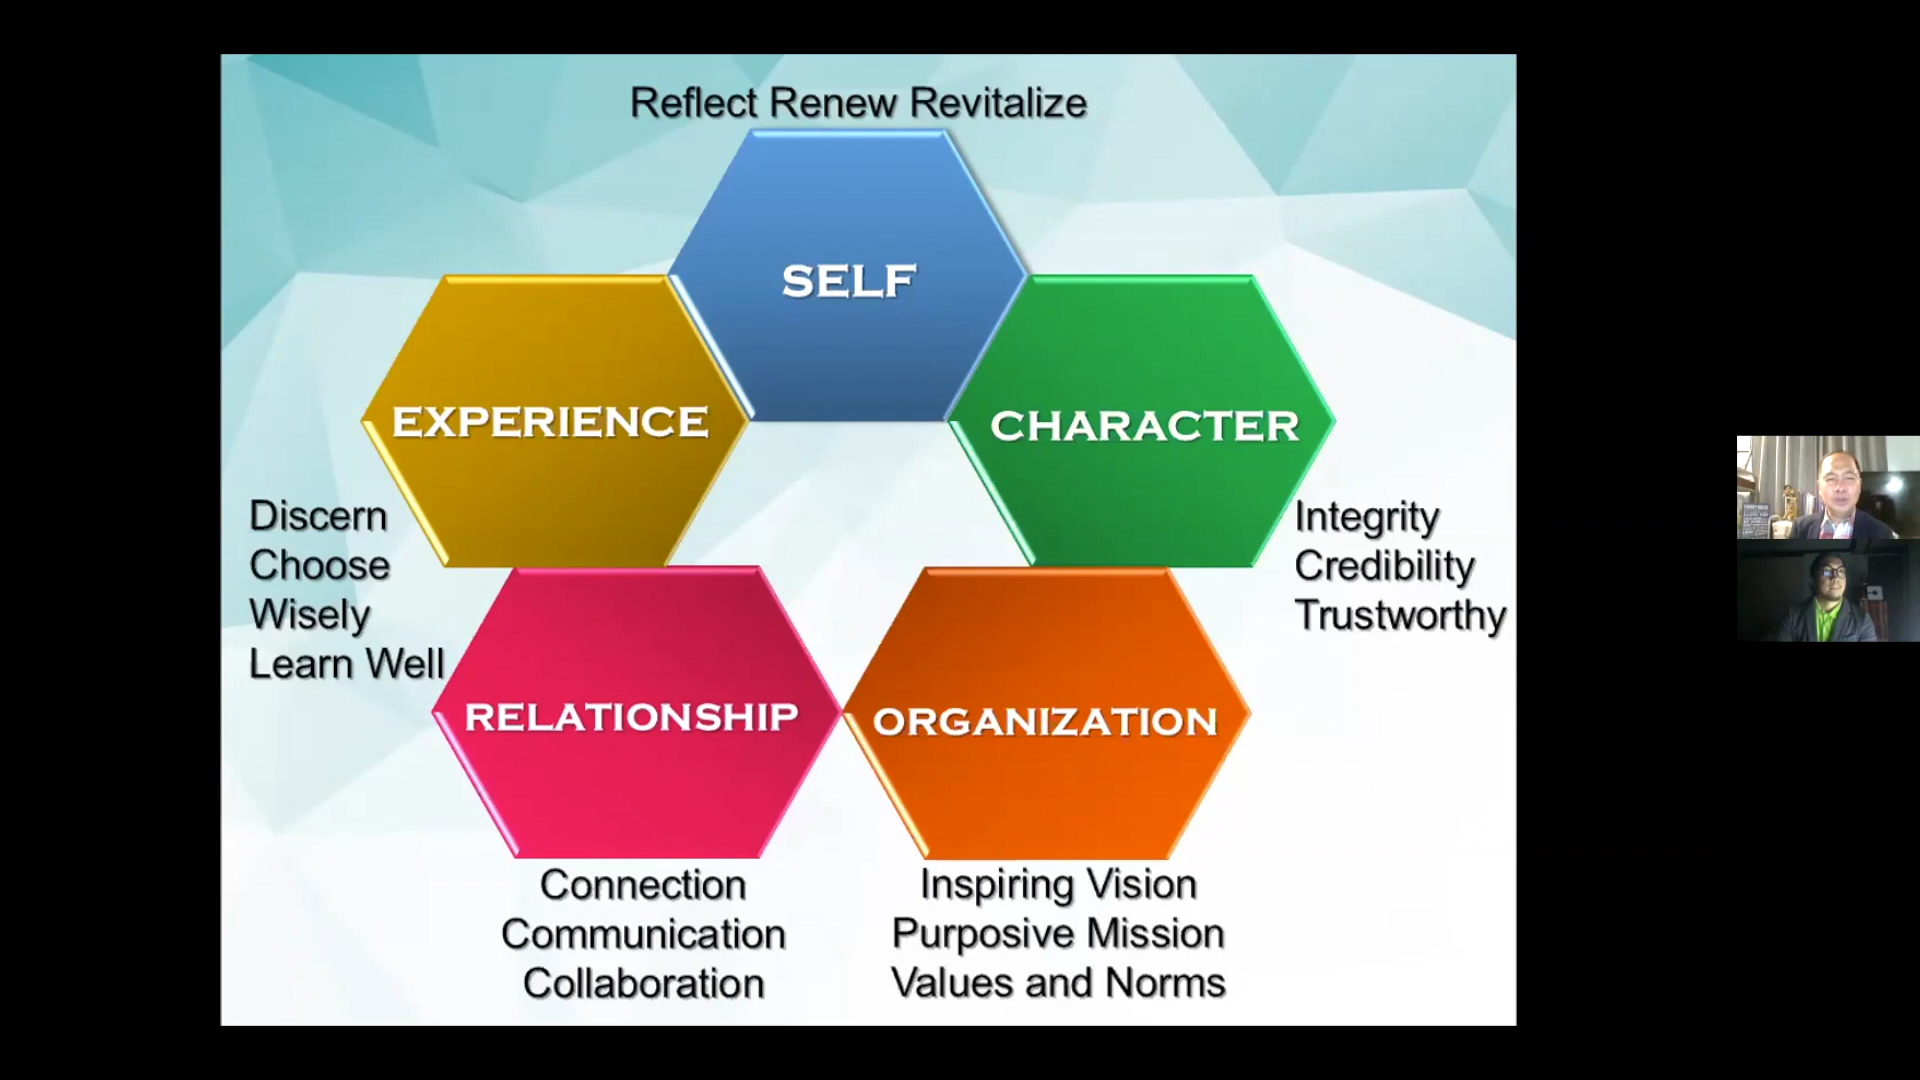 Reflect Renew Revitalize
SELF
EXPERIENCE
CHARACTER
Discern
Choose
Wisely
Learn Well
Integrity
Credibility
Trustworthy
RELATIONSHIP
ORGANIZATION
Connection
Communication
Collaboration
Inspiring Vision
Purposive Mission
Values and Norms